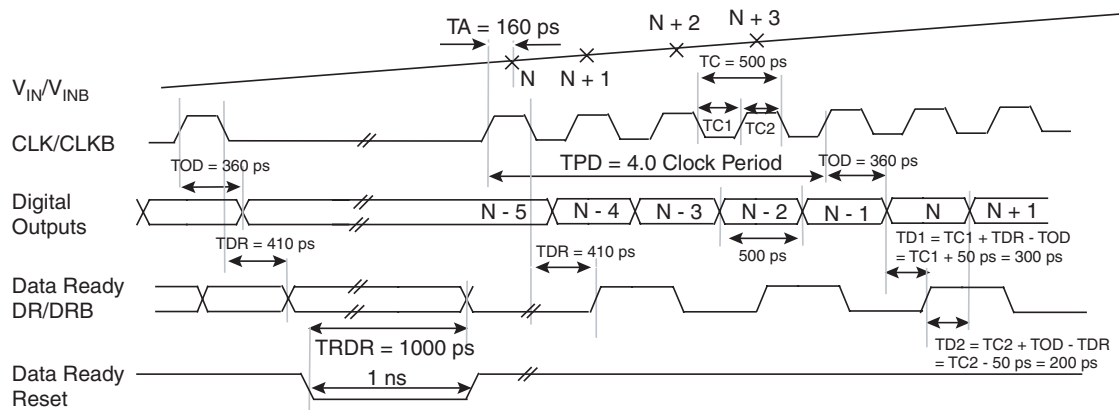 TA = 160 ps
N + 2
N + 3
N
N + 1
TC = 500 ps
V_IN/V_INB
TC1
TC2
CLK/CLKB
TOD = 360 ps
TPD = 4.0 Clock Period
TOD = 360 ps
Digital
Outputs
N - 5
N - 4
N - 3
N - 2
N - 1
N
N + 1
TDR = 410 ps
TDR = 410 ps
500 ps
TD1 = TC1 + TDR - TOD
= TC1 + 50 ps = 300 ps
Data Ready
DR/DRB
TRDR = 1000 ps
TD2 = TC2 + TOD - TDR
= TC2 - 50 ps = 200 ps
Data Ready
Reset
1 ns